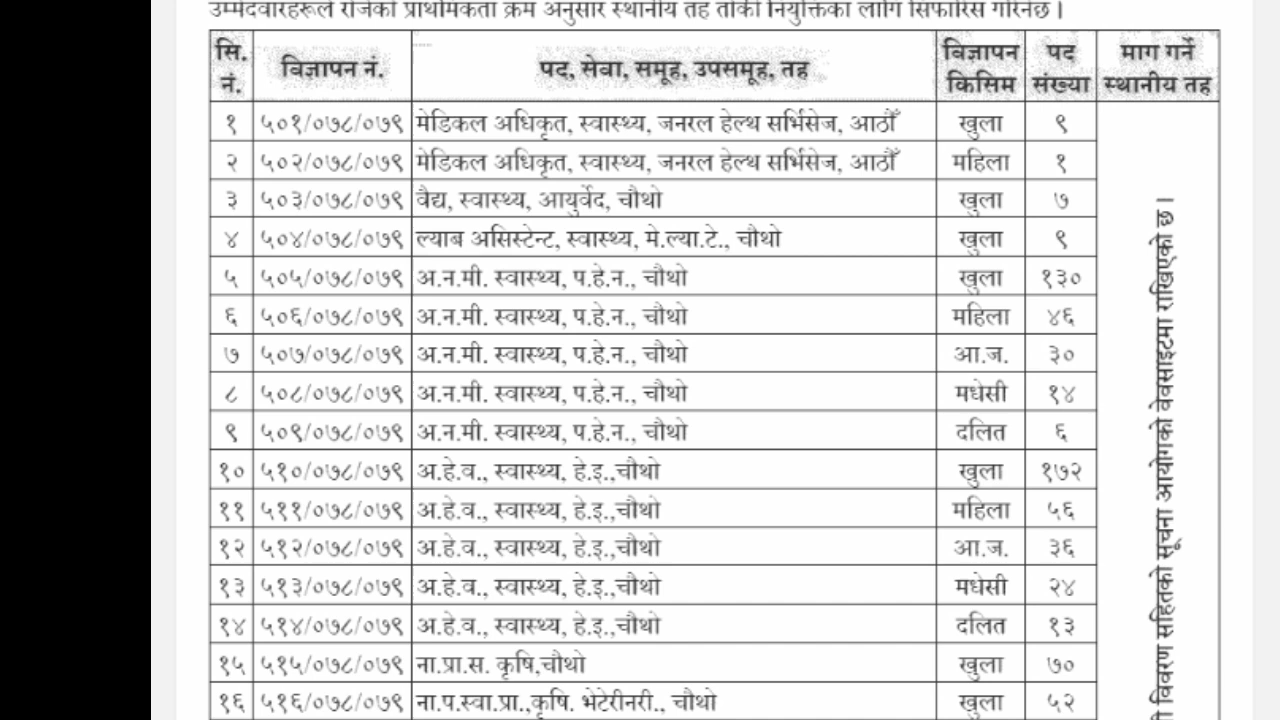 उम्मेदवारहरूले रोजेको प्राथमिकता क्रम अनुसार स्थानीय तह तोकी नियुक्तिका लागि सिफारिस गरिनेछ ।
सि. नं. विज्ञापन नं. पद, सेवा, समूह, उपसमूह, तह विज्ञापन किसिम पद संख्या माग गर्ने स्थानीय तह
१ ५०१/०७८/०७९ मेडिकल अधिकृत, स्वास्थ्य, जनरल हेल्थ सर्भिसेज, आठौँ खुला ९
२ ५०२/०७८/०७९ मेडिकल अधिकृत, स्वास्थ्य, जनरल हेल्थ सर्भिसेज, आठौँ महिला १
३ ५०३/०७८/०७९ वैद्य, स्वास्थ्य, आयुर्वेद, चौथो खुला ७
४ ५०४/०७८/०७९ ल्याब असिस्टेन्ट, स्वास्थ्य, मे.ल्या.टे., चौथो खुला ९
५ ५०५/०७८/०७९ अ.न.मी. स्वास्थ्य, प.हे.न., चौथो खुला १३०
६ ५०६/०७८/०७९ अ.न.मी. स्वास्थ्य, प.हे.न., चौथो महिला ४६
७ ५०७/०७८/०७९ अ.न.मी. स्वास्थ्य, प.हे.न., चौथो आ.ज. ३०
८ ५०८/०७८/०७९ अ.न.मी. स्वास्थ्य, प.हे.न., चौथो मधेसी १४
९ ५०९/०७८/०७९ अ.न.मी. स्वास्थ्य, प.हे.न., चौथो दलित ६
१० ५१०/०७८/०७९ अ.हे.व., स्वास्थ्य, हे.इ.,चौथो खुला १७२
११ ५११/०७८/०७९ अ.हे.व., स्वास्थ्य, हे.इ.,चौथो महिला ५६
१२ ५१२/०७८/०७९ अ.हे.व., स्वास्थ्य, हे.इ.,चौथो आ.ज. ३६
१३ ५१३/०७८/०७९ अ.हे.व., स्वास्थ्य, हे.इ.,चौथो मधेसी २४
१४ ५१४/०७८/०७९ अ.हे.व., स्वास्थ्य, हे.इ.,चौथो दलित १३
१५ ५१५/०७८/०७९ ना.प्रा.स. कृषि,चौथो खुला ७०
१६ ५१६/०७८/०७९ ना.प.स्वा.प्रा.,कृषि. भेटेरीनरी., चौथो खुला ५२
विवरण सहितको सूचना आयोगको वेवसाइटमा राखिएको छ ।